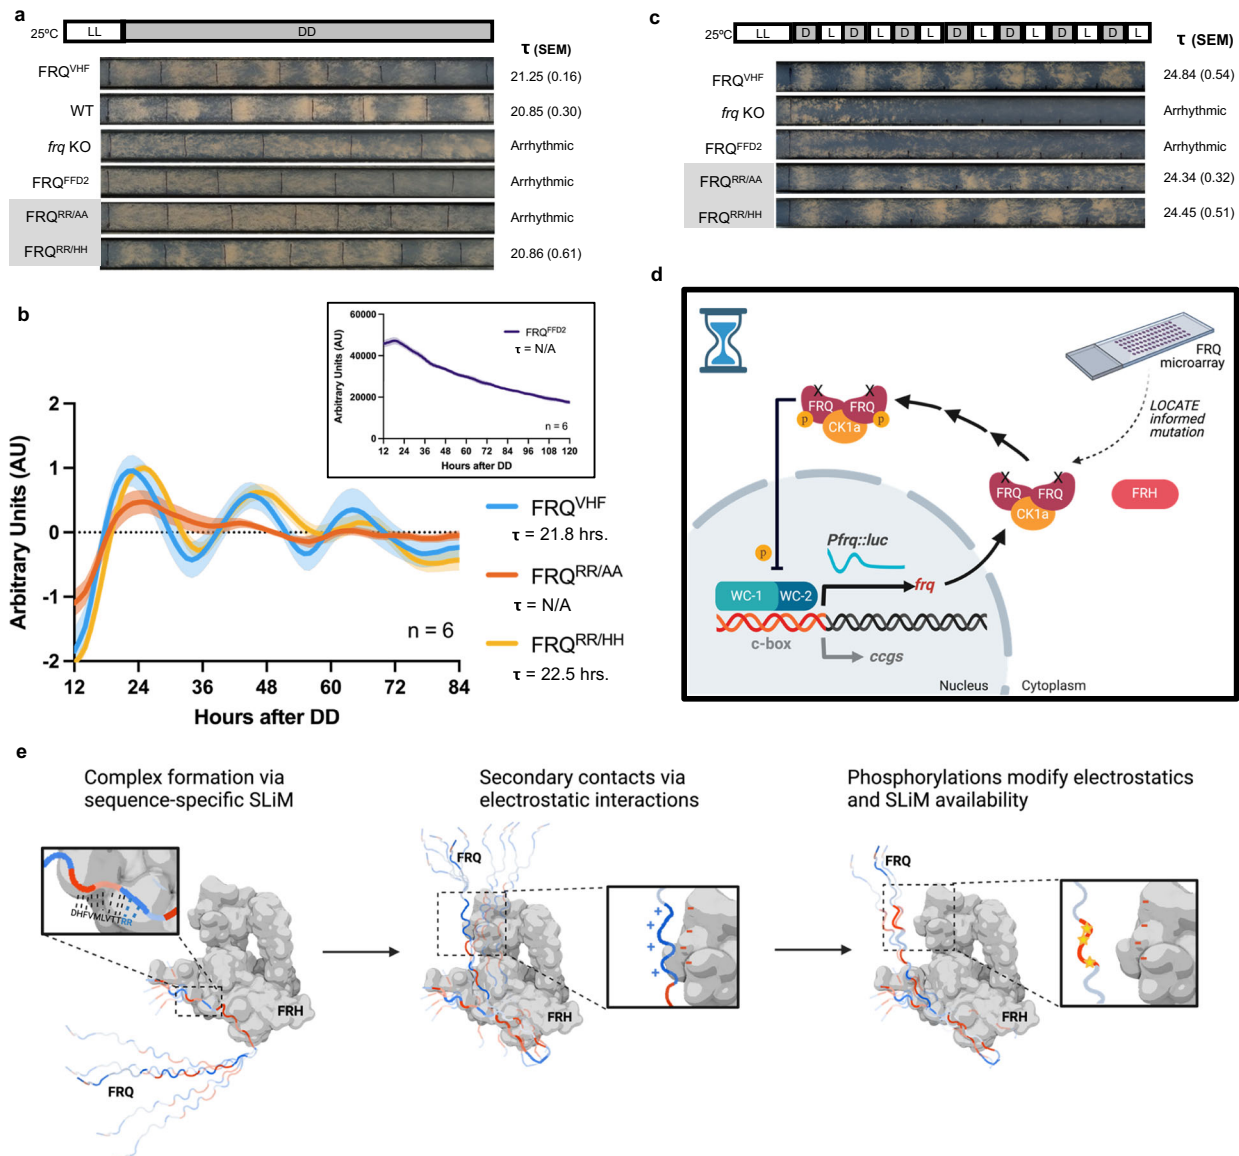 a
25ºC
LL
DD
τ (SEM)
FRQVHF
21.25 (0.16)
WT
20.85 (0.30)
frq KO
Arrhythmic
FRQFFD2
Arrhythmic
FRQRR/AA
Arrhythmic
FRQRR/HH
20.86 (0.61)
c
25ºC
LL D L D L D L D L D L D L D L
τ (SEM)
FRQVHF
24.84 (0.54)
frq KO
Arrhythmic
FRQFFD2
Arrhythmic
FRQRR/AA
24.34 (0.32)
FRQRR/HH
24.45 (0.51)
b
Arbitrary Units (AU)
2
1
0
-1
-2
12 24 36 48 60 72 84
Hours after DD
n = 6
Arbitrary Units (AU)
60000
40000
20000
0
12 24 36 48 60 72 84 96 108 120
Hours after DD
FRQFFD2
τ = N/A
n = 6
FRQVHF
τ = 21.8 hrs.
FRQRR/AA
τ = N/A
FRQRR/HH
τ = 22.5 hrs.
d
FRQ
microarray
LOCATE
informed
mutation
X X
FRQ FRQ
P P
CK1a
X X
FRQ FRQ
CK1a
FRH
P
Pfrq::luc
WC-1 WC-2
frq
c-box
ccgs
Nucleus
Cytoplasm
e
Complex formation via
sequence-specific SLiM
DHFVMLVTTRR
FRH
FRQ
Secondary contacts via
electrostatic interactions
FRQ
+
+
+
+
-
-
-
-
FRH
Phosphorylations modify electrostatics
and SLiM availability
FRQ
-
-
-
-
FRH